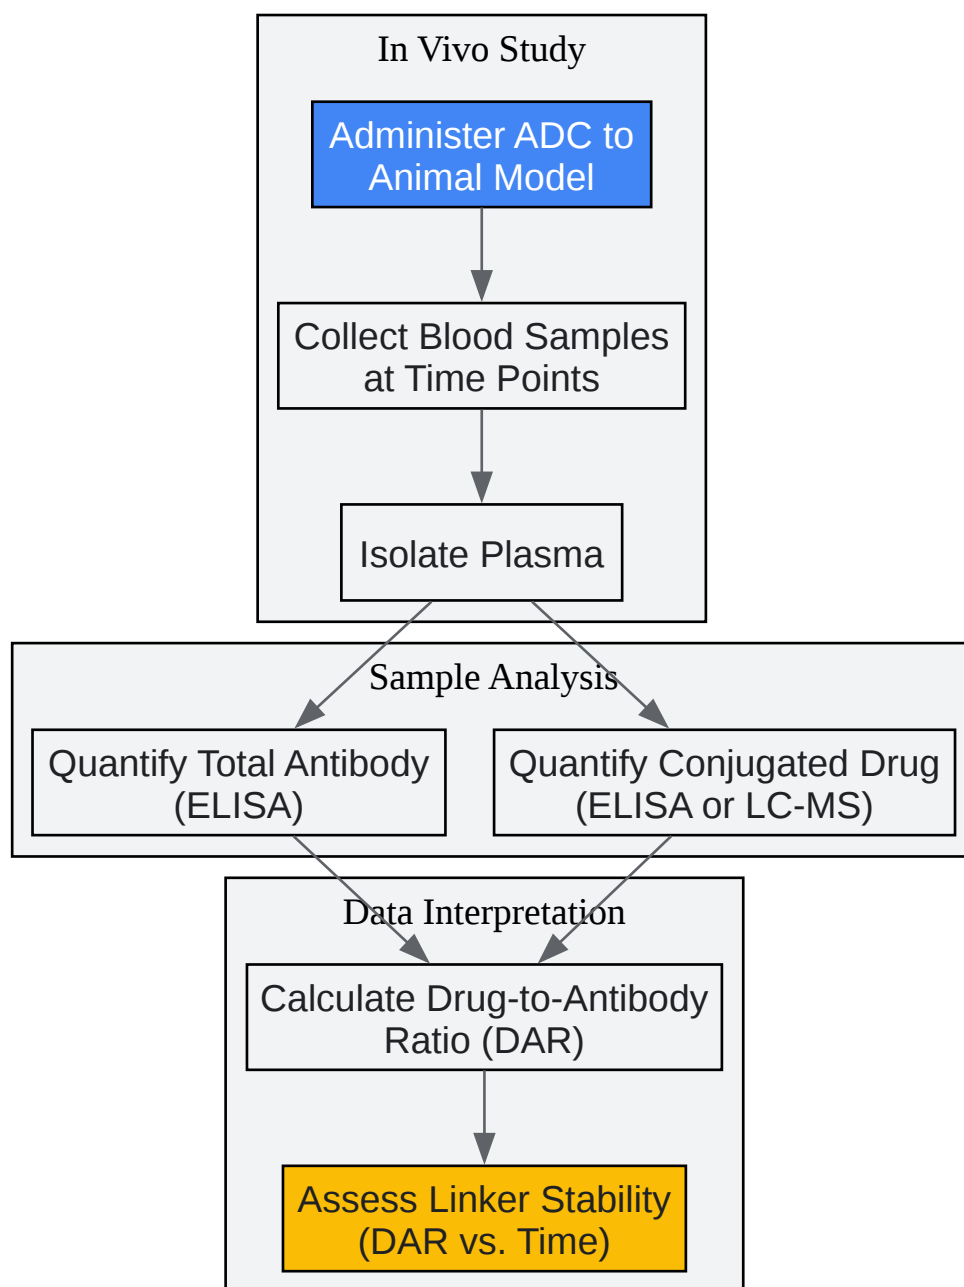 In Vivo Study
Administer ADC to
Animal Model
Collect Blood Samples
at Time Points
Isolate Plasma
Sample Analysis
Quantify Total Antibody
(ELISA)
Quantify Conjugated Drug
(ELISA or LC-MS)
Data Interpretation
Calculate Drug-to-Antibody
Ratio (DAR)
Assess Linker Stability
(DAR vs. Time)